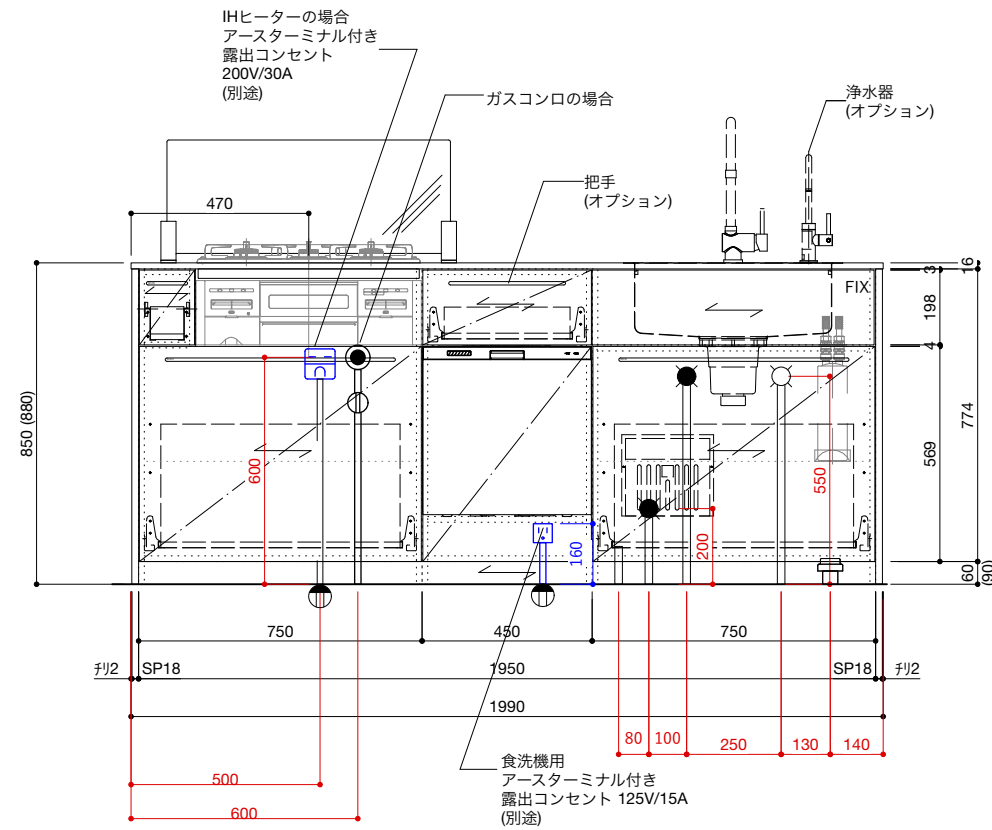 IHヒーターの場合
アースターミナル付き
露出コンセント
200V/30A
(別途)
ガスコンロの場合
浄水器
(オプション)
把手
(オプション)
470
FIX
16
3
198
4
774
569
850 (880)
600
550
200
160
60
(90)
750
450
750
ﾁﾘ2
SP18
1950
SP18
ﾁﾘ2
1990
80
100
250
130
140
500
600
食洗機用
アースターミナル付き
露出コンセント 125V/15A
(別途)